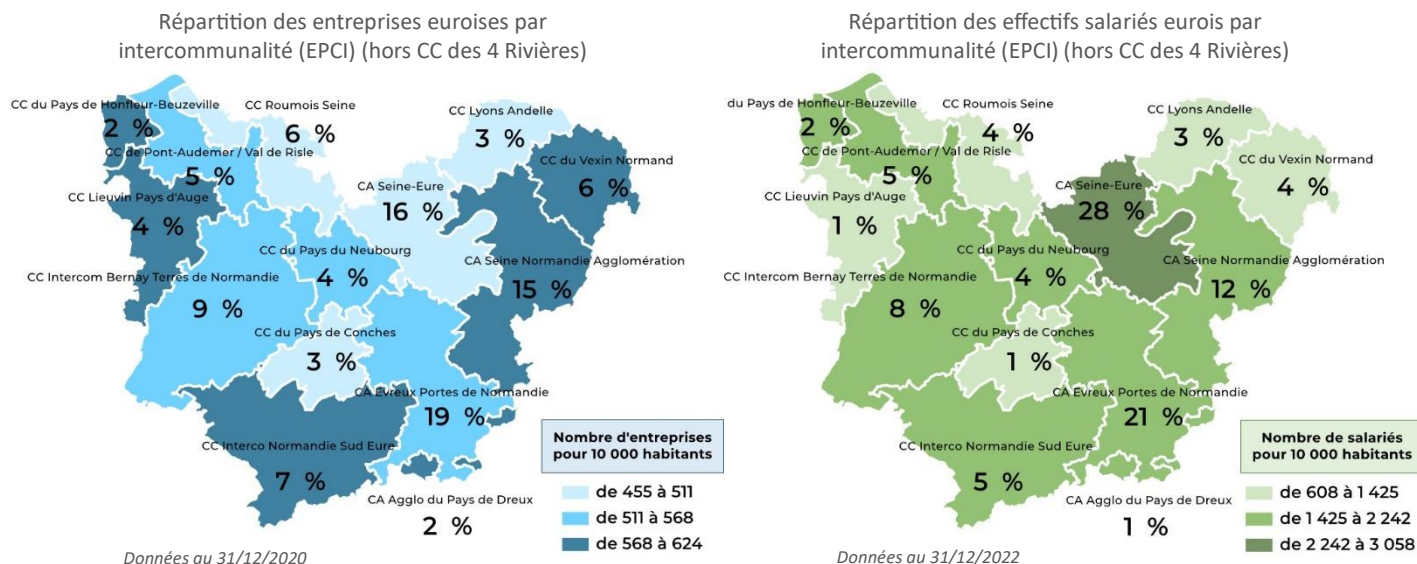 Répartition des entreprises euroises par
intercommunalité (EPCI) (hors CC des 4 Rivières)
CC du Pays de Honfleur-Beuzeville
2 %
CC Roumois Seine
6 %
CC Lyons Andelle
3 %
CC de Pont-Audemer / Val de Risle
5 %
CC du Vexin Normand
6 %
CC Lieuvin Pays d'Auge
4 %
CA Seine-Eure
16 %
CC du Pays du Neubourg
4 %
CA Seine Normandie Agglomération
15 %
CC Intercom Bernay Terres de Normandie
9 %
CC du Pays de Conches
3 %
CA Evreux Portes de Normandie
19 %
CC Interco Normandie Sud Eure
7 %
CA Agglo du Pays de Dreux
2 %
Nombre d'entreprises
pour 10 000 habitants
de 455 à 511
de 511 à 568
de 568 à 624
Données au 31/12/2020
Répartition des effectifs salariés eurois par
intercommunalité (EPCI) (hors CC des 4 Rivières)
du Pays de Honfleur-Beuzeville
2 %
CC Roumois Seine
4 %
CC Lyons Andelle
3 %
CC de Pont-Audemer / Val de Risle
5 %
CC du Vexin Normand
4 %
CC Lieuvin Pays d'Auge
1 %
CA Seine-Eure
28 %
CC du Pays du Neubourg
4 %
CA Seine Normandie Agglomération
12 %
CC Intercom Bernay Terres de Normandie
8 %
CC du Pays de Conches
1 %
CA Evreux Portes de Normandie
21 %
CC Interco Normandie Sud Eure
5 %
CA Agglo du Pays de Dreux
1 %
Nombre de salariés
pour 10 000 habitants
de 608 à 1 425
de 1 425 à 2 242
de 2 242 à 3 058
Données au 31/12/2022